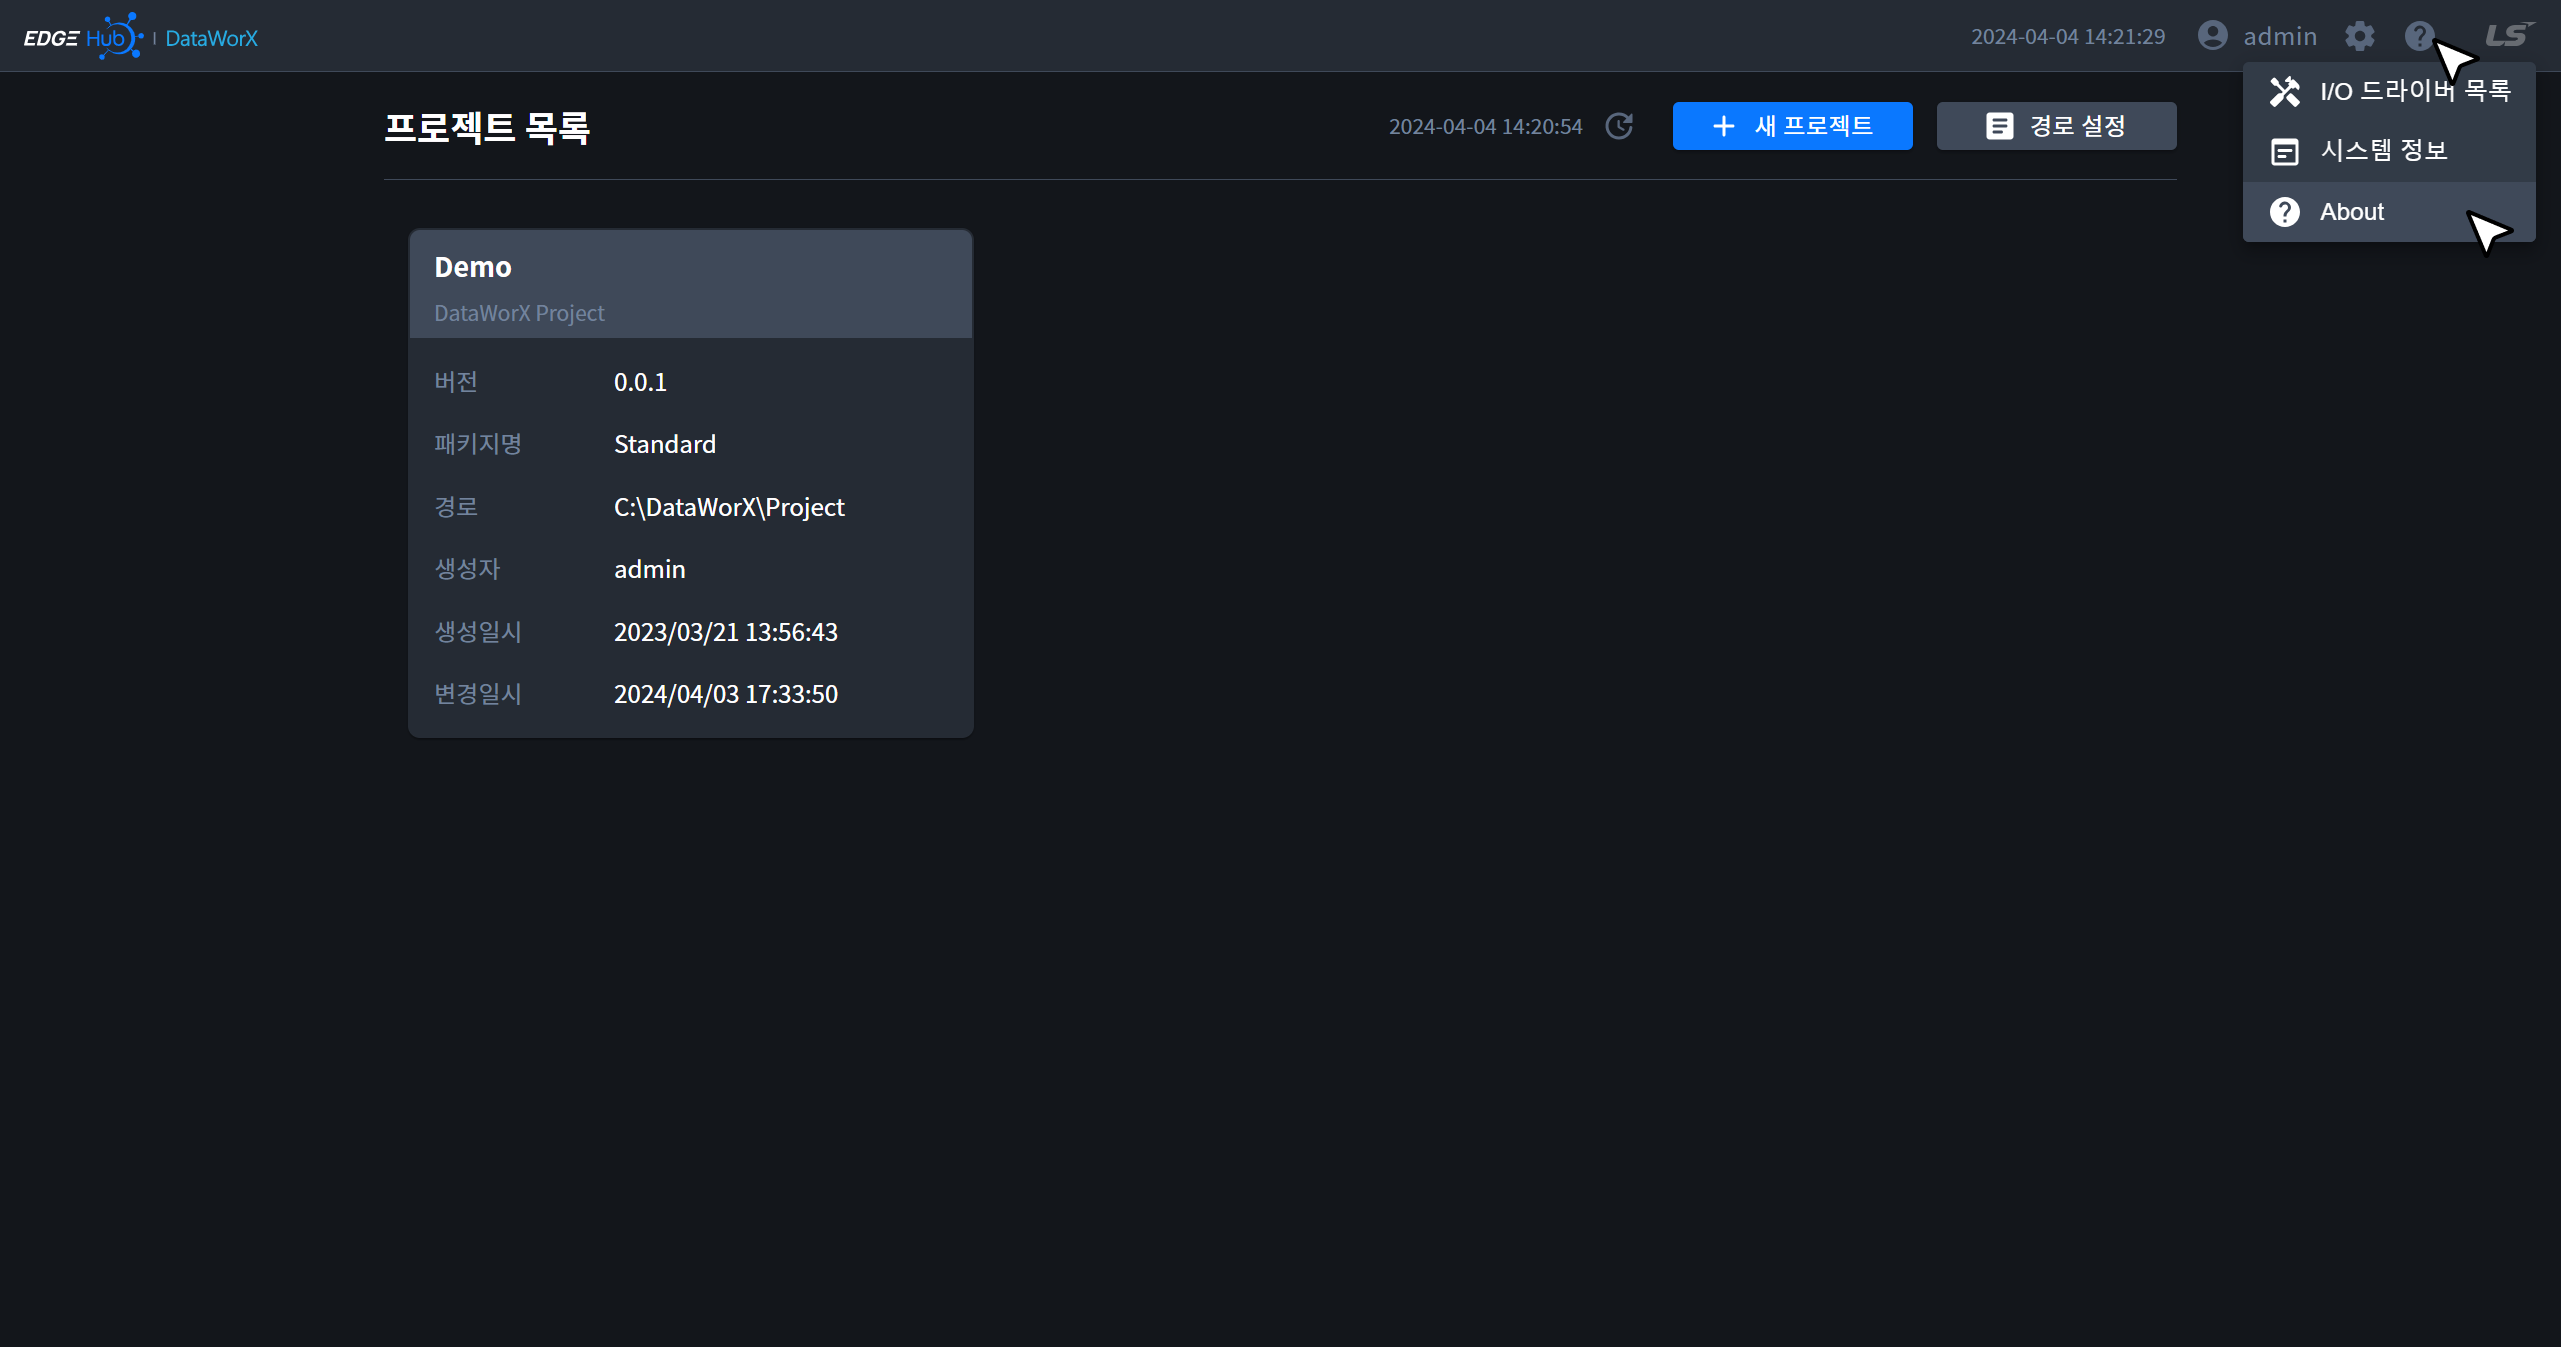 EDGE Hub | DataWorX
2024-04-04 14:21:29
admin
LS
I/O 드라이버 목록
시스템 정보
About
프로젝트 목록
2024-04-04 14:20:54
새 프로젝트
경로 설정
Demo
DataWorX Project
버전 0.0.1
패키지명 Standard
경로 C:\DataWorX\Project
생성자 admin
생성일시 2023/03/21 13:56:43
변경일시 2024/04/03 17:33:50